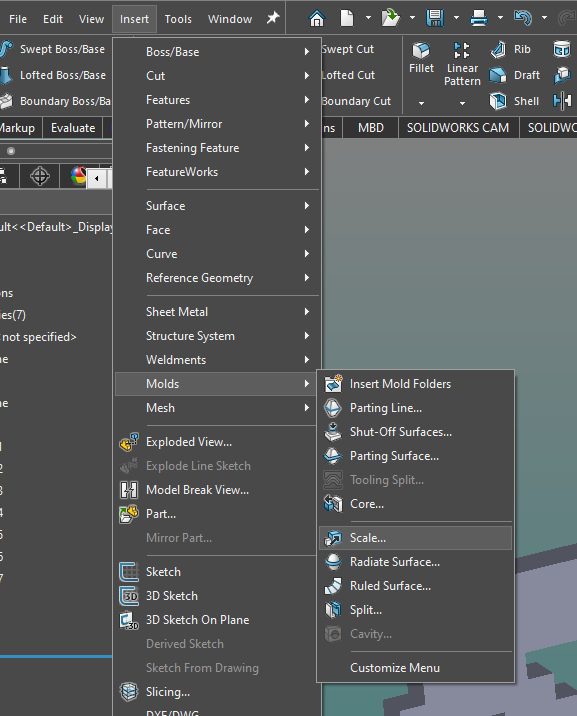 File Edit View Insert Tools Window
Swept Boss/Base Swept Cut Fillet Linear Pattern Rib
Lofted Boss/Base Lofted Cut Draft
Boundary Boss/Ba Boundary Cut Shell
Markup Evaluate ns MBD SOLIDWORKS CAM SOLIDWO
ult<<Default>_Display
ons
ies(7)
not specified>
ne
ne
1
2
3
4
5
6
7
Boss/Base
Cut
Features
Pattern/Mirror
Fastening Feature
FeatureWorks
Surface
Face
Curve
Reference Geometry
Sheet Metal
Structure System
Weldments
Molds
Mesh
Exploded View...
Explode Line Sketch
Model Break View...
Part...
Mirror Part...
Sketch
3D Sketch
3D Sketch On Plane
Derived Sketch
Sketch From Drawing
Slicing...
DXF/DWG
Insert Mold Folders
Parting Line...
Shut-Off Surfaces...
Parting Surface...
Tooling Split...
Core...
Scale...
Radiate Surface...
Ruled Surface...
Split...
Cavity...
Customize Menu